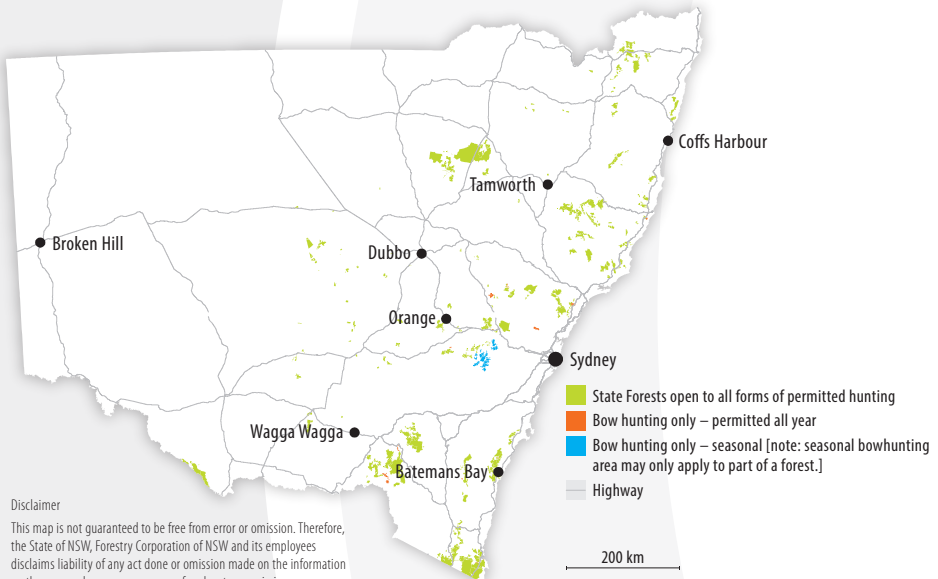 Coffs Harbour
Tamworth
Broken Hill
Dubbo
Orange
Sydney
State Forests open to all forms of permitted hunting
Bow hunting only – permitted all year
Bow hunting only – seasonal [note: seasonal bowhunting
area may only apply to part of a forest.]
Highway
Wagga Wagga
Batemans Bay
200 km
Disclaimer
This map is not guaranteed to be free from error or omission. Therefore,
the State of NSW, Forestry Corporation of NSW and its employees
disclaims liability of any act done or omission made on the information